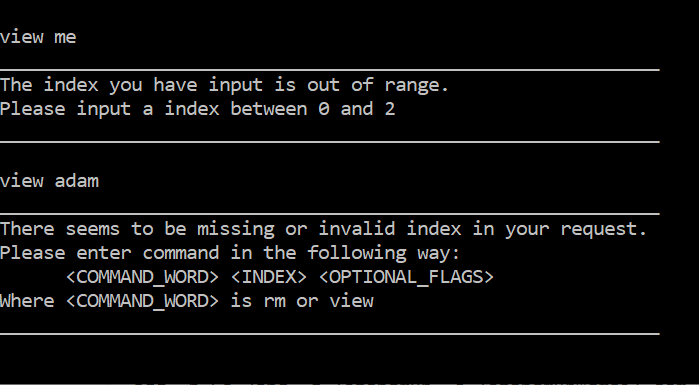 view me
The index you have input is out of range.
Please input a index between 0 and 2
view adam
There seems to be missing or invalid index in your request.
Please enter command in the following way:
<COMMAND_WORD> <INDEX> <OPTIONAL_FLAGS>
Where <COMMAND_WORD> is rm or view